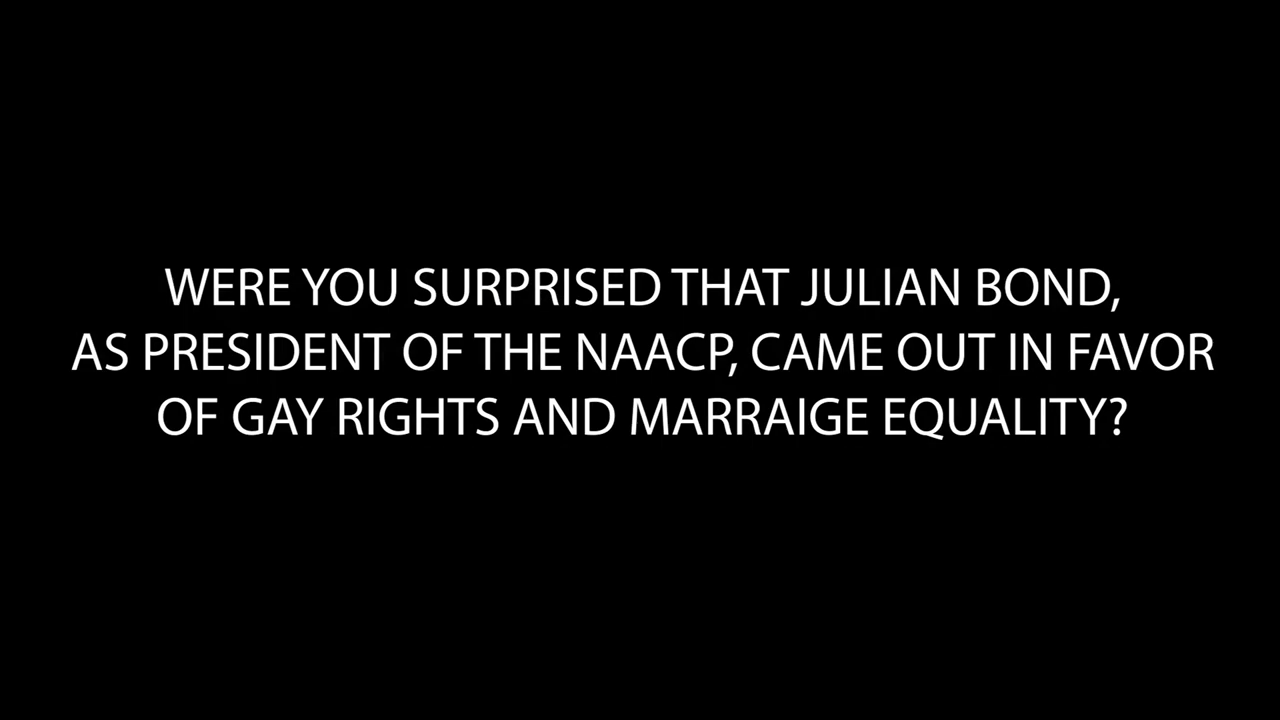 WERE YOU SURPRISED THAT JULIAN BOND,
AS PRESIDENT OF THE NAACP, CAME OUT IN FAVOR
OF GAY RIGHTS AND MARRAIGE EQUALITY?